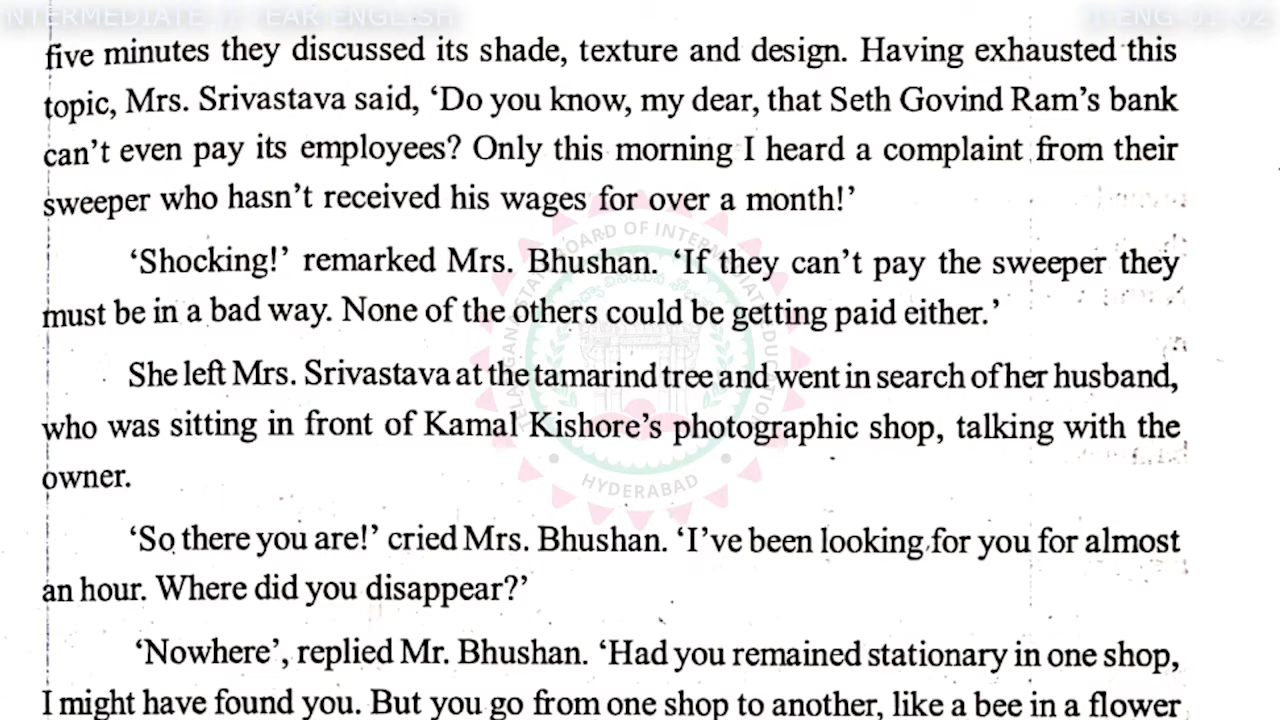 INTERMEDIATE II YEAR ENGLISH
five minutes they discussed its shade, texture and design. Having exhausted this
topic, Mrs. Srivastava said, ‘Do you know, my dear, that Seth Govind Ram’s bank
can’t even pay its employees? Only this morning I heard a complaint from their
sweeper who hasn’t received his wages for over a month!’
‘Shocking!’ remarked Mrs. Bhushan. ‘If they can’t pay the sweeper they
must be in a bad way. None of the others could be getting paid either.’
She left Mrs. Srivastava at the tamarind tree and went in search of her husband,
who was sitting in front of Kamal Kishore’s photographic shop, talking with the
owner.
‘So there you are!’ cried Mrs. Bhushan. ‘I’ve been looking for you for almost
an hour. Where did you disappear?’
‘Nowhere’, replied Mr. Bhushan. ‘Had you remained stationary in one shop,
I might have found you. But you go from one shop to another, like a bee in a flower
TELANGANA STATE BOARD OF INTERMEDIATE EDUCATION
HYDERABAD